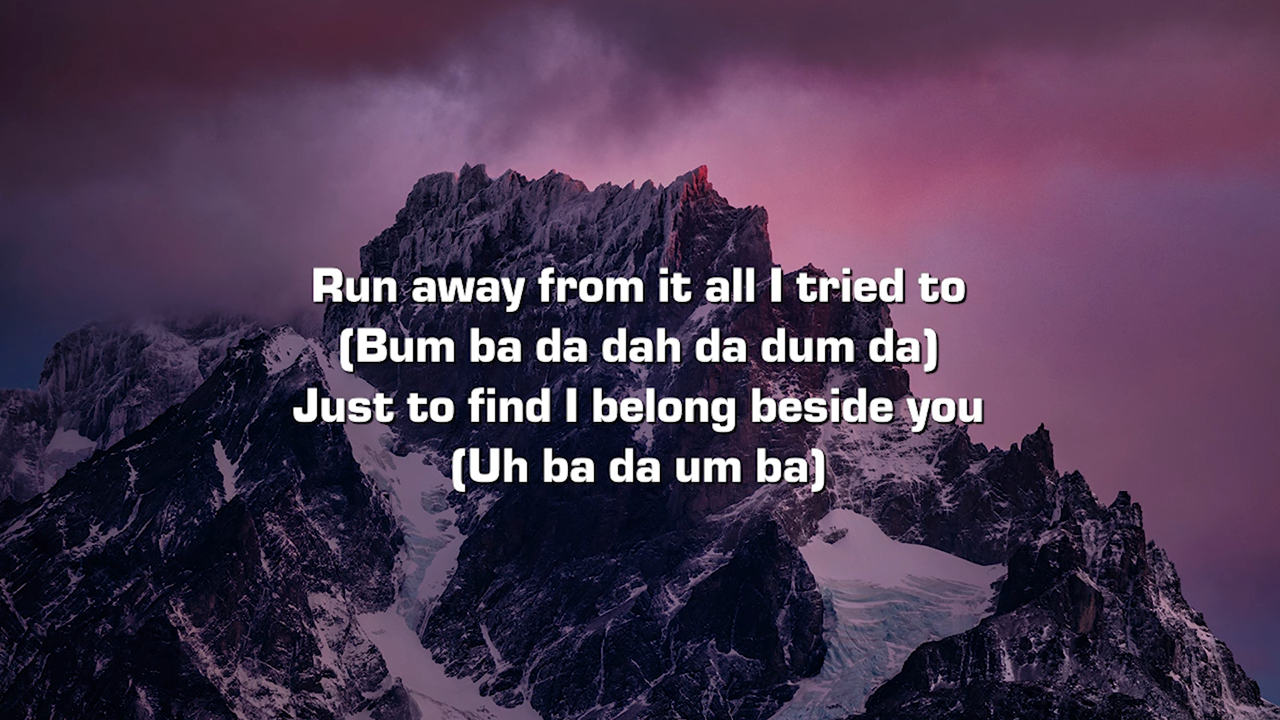 Run away from it all I tried to
(Bum ba da dah da dum da)
Just to find I belong beside you
(Uh ba da um ba)